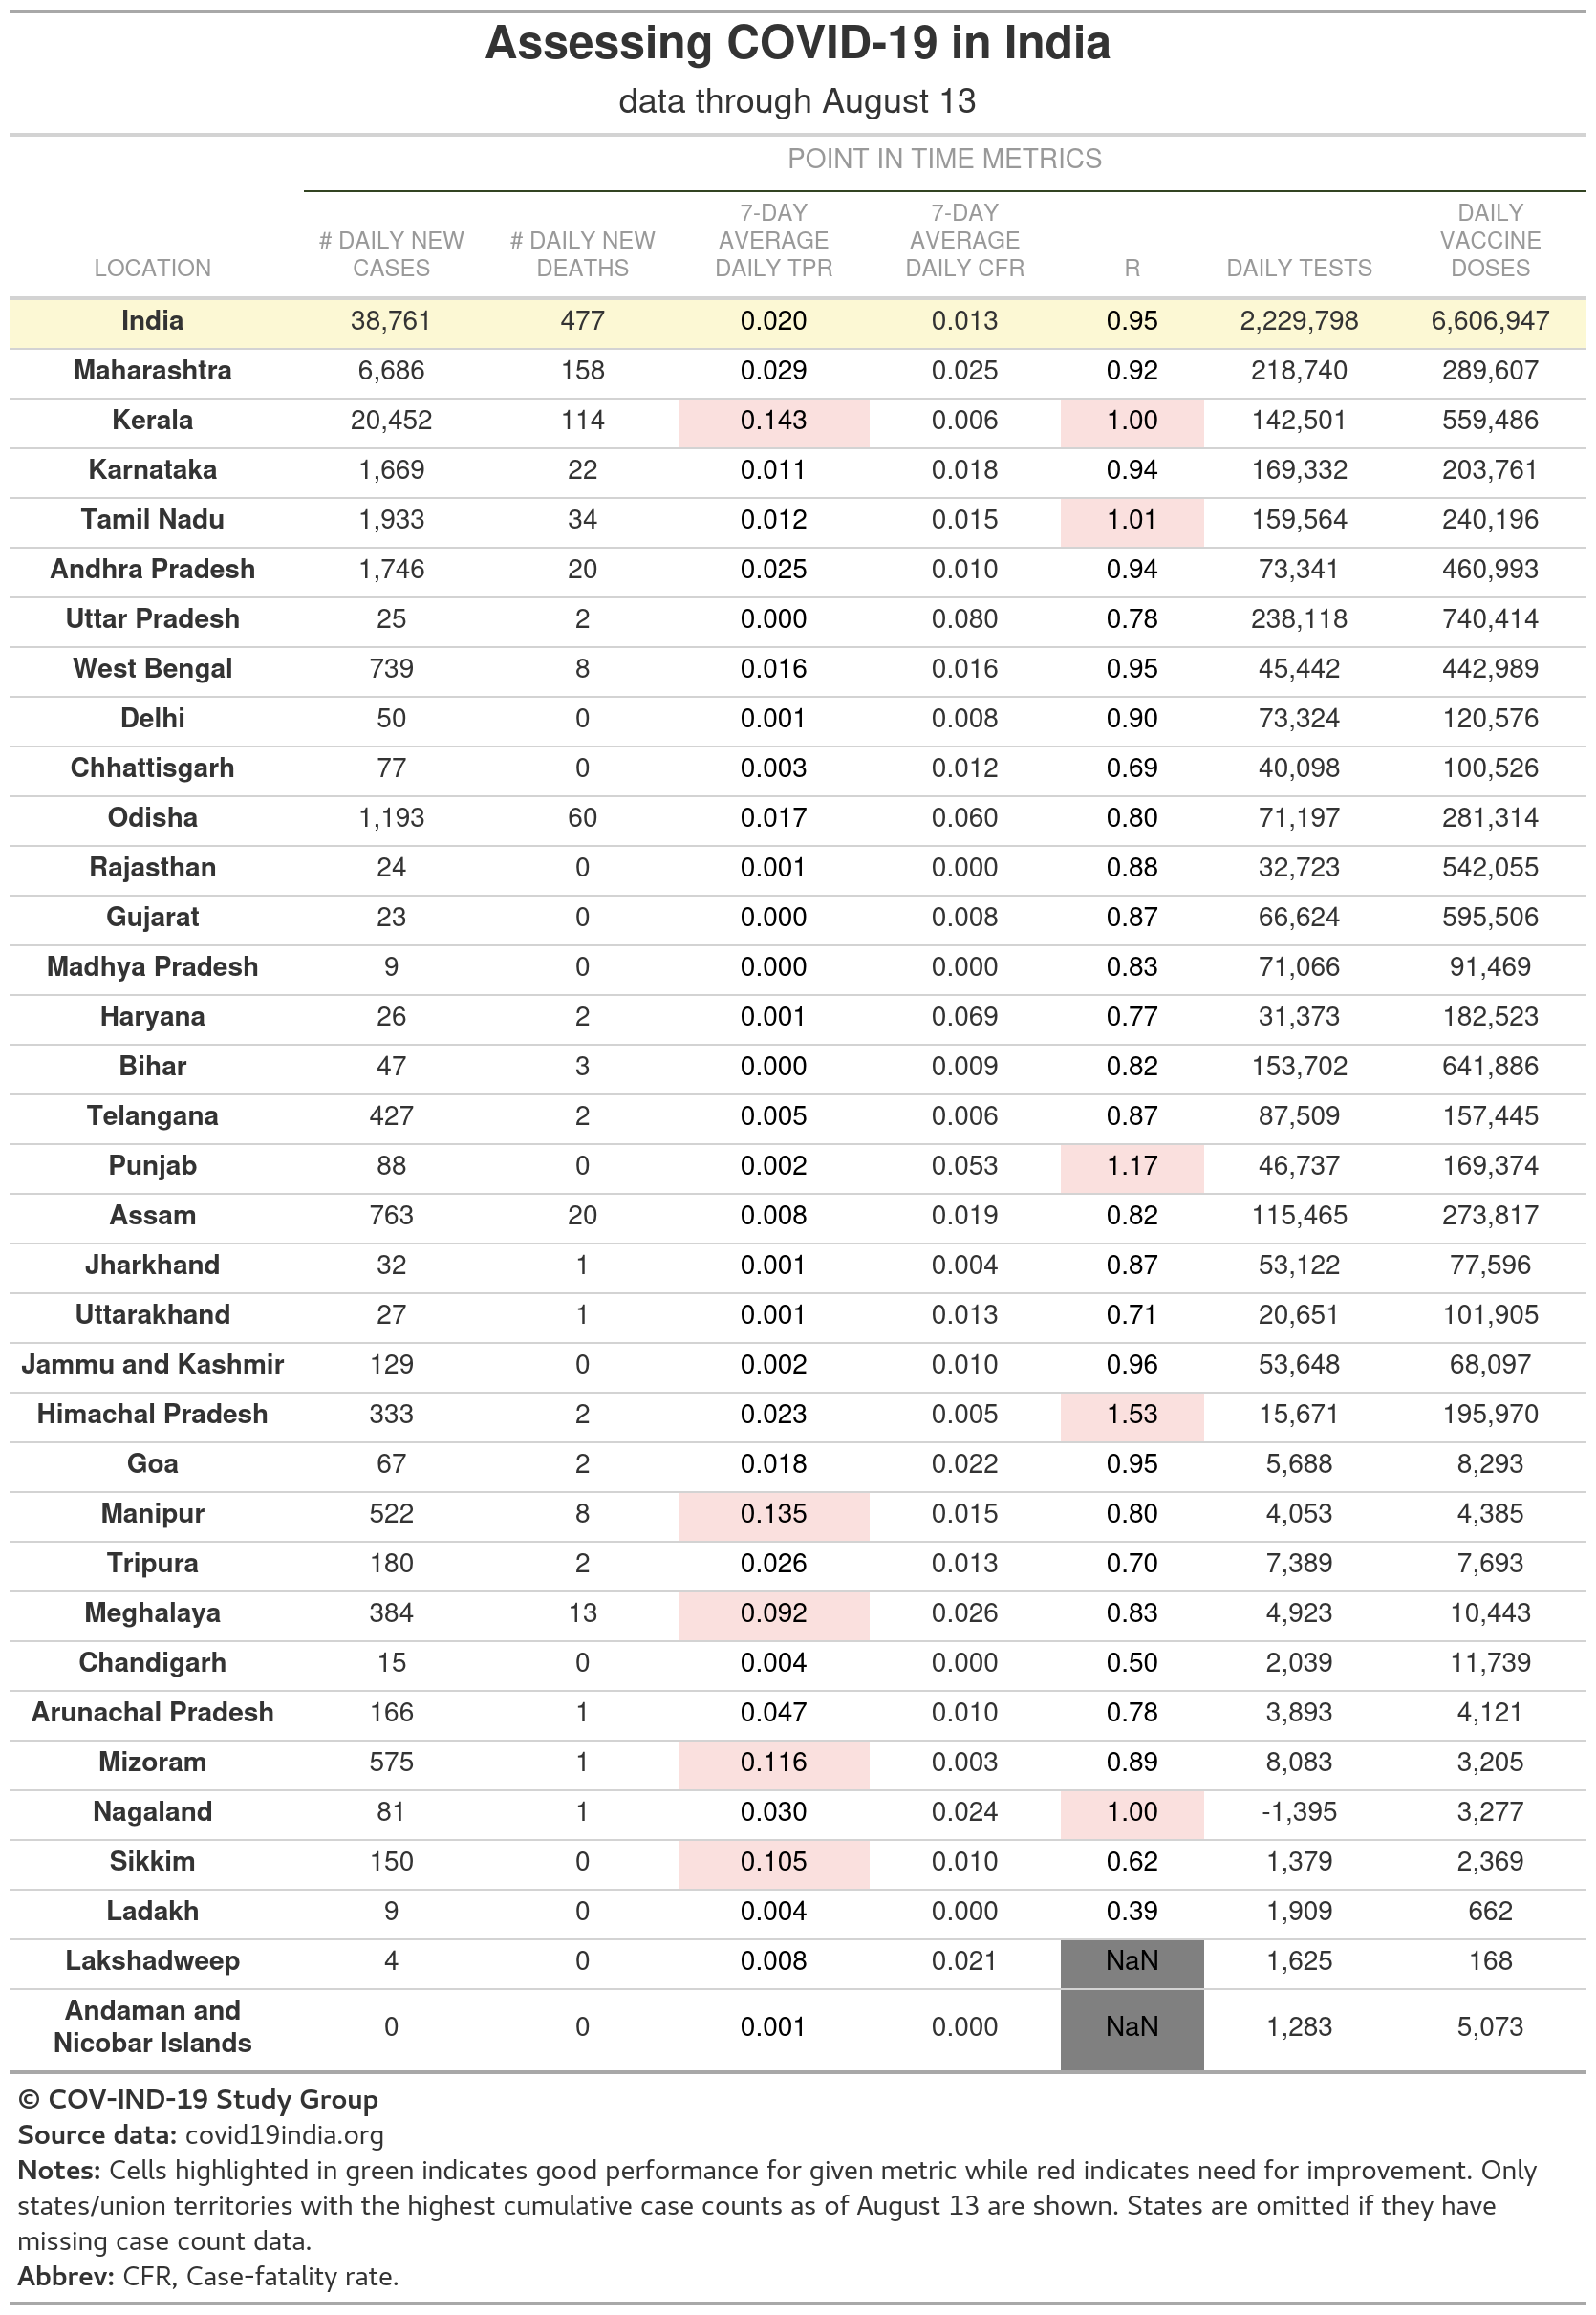 Assessing COVID-19 in India
data through August 13
POINT IN TIME METRICS
LOCATION # DAILY NEW CASES # DAILY NEW DEATHS 7-DAY AVERAGE DAILY TPR 7-DAY AVERAGE DAILY CFR R DAILY TESTS DAILY VACCINE DOSES
India 38,761 477 0.020 0.013 0.95 2,229,798 6,606,947
Maharashtra 6,686 158 0.029 0.025 0.92 218,740 289,607
Kerala 20,452 114 0.143 0.006 1.00 142,501 559,486
Karnataka 1,669 22 0.011 0.018 0.94 169,332 203,761
Tamil Nadu 1,933 34 0.012 0.015 1.01 159,564 240,196
Andhra Pradesh 1,746 20 0.025 0.010 0.94 73,341 460,993
Uttar Pradesh 25 2 0.000 0.080 0.78 238,118 740,414
West Bengal 739 8 0.016 0.016 0.95 45,442 442,989
Delhi 50 0 0.001 0.008 0.90 73,324 120,576
Chhattisgarh 77 0 0.003 0.012 0.69 40,098 100,526
Odisha 1,193 60 0.017 0.060 0.80 71,197 281,314
Rajasthan 24 0 0.001 0.000 0.88 32,723 542,055
Gujarat 23 0 0.000 0.008 0.87 66,624 595,506
Madhya Pradesh 9 0 0.000 0.000 0.83 71,066 91,469
Haryana 26 2 0.001 0.069 0.77 31,373 182,523
Bihar 47 3 0.000 0.009 0.82 153,702 641,886
Telangana 427 2 0.005 0.006 0.87 87,509 157,445
Punjab 88 0 0.002 0.053 1.17 46,737 169,374
Assam 763 20 0.008 0.019 0.82 115,465 273,817
Jharkhand 32 1 0.001 0.004 0.87 53,122 77,596
Uttarakhand 27 1 0.001 0.013 0.71 20,651 101,905
Jammu and Kashmir 129 0 0.002 0.010 0.96 53,648 68,097
Himachal Pradesh 333 2 0.023 0.005 1.53 15,671 195,970
Goa 67 2 0.018 0.022 0.95 5,688 8,293
Manipur 522 8 0.135 0.015 0.80 4,053 4,385
Tripura 180 2 0.026 0.013 0.70 7,389 7,693
Meghalaya 384 13 0.092 0.026 0.83 4,923 10,443
Chandigarh 15 0 0.004 0.000 0.50 2,039 11,739
Arunachal Pradesh 166 1 0.047 0.010 0.78 3,893 4,121
Mizoram 575 1 0.116 0.003 0.89 8,083 3,205
Nagaland 81 1 0.030 0.024 1.00 -1,395 3,277
Sikkim 150 0 0.105 0.010 0.62 1,379 2,369
Ladakh 9 0 0.004 0.000 0.39 1,909 662
Lakshadweep 4 0 0.008 0.021 NaN 1,625 168
Andaman and Nicobar Islands 0 0 0.001 0.000 NaN 1,283 5,073
© COV-IND-19 Study Group
Source data: covid19india.org
Notes: Cells highlighted in green indicates good performance for given metric while red indicates need for improvement. Only
states/union territories with the highest cumulative case counts as of August 13 are shown. States are omitted if they have
missing case count data.
Abbrev: CFR, Case-fatality rate.